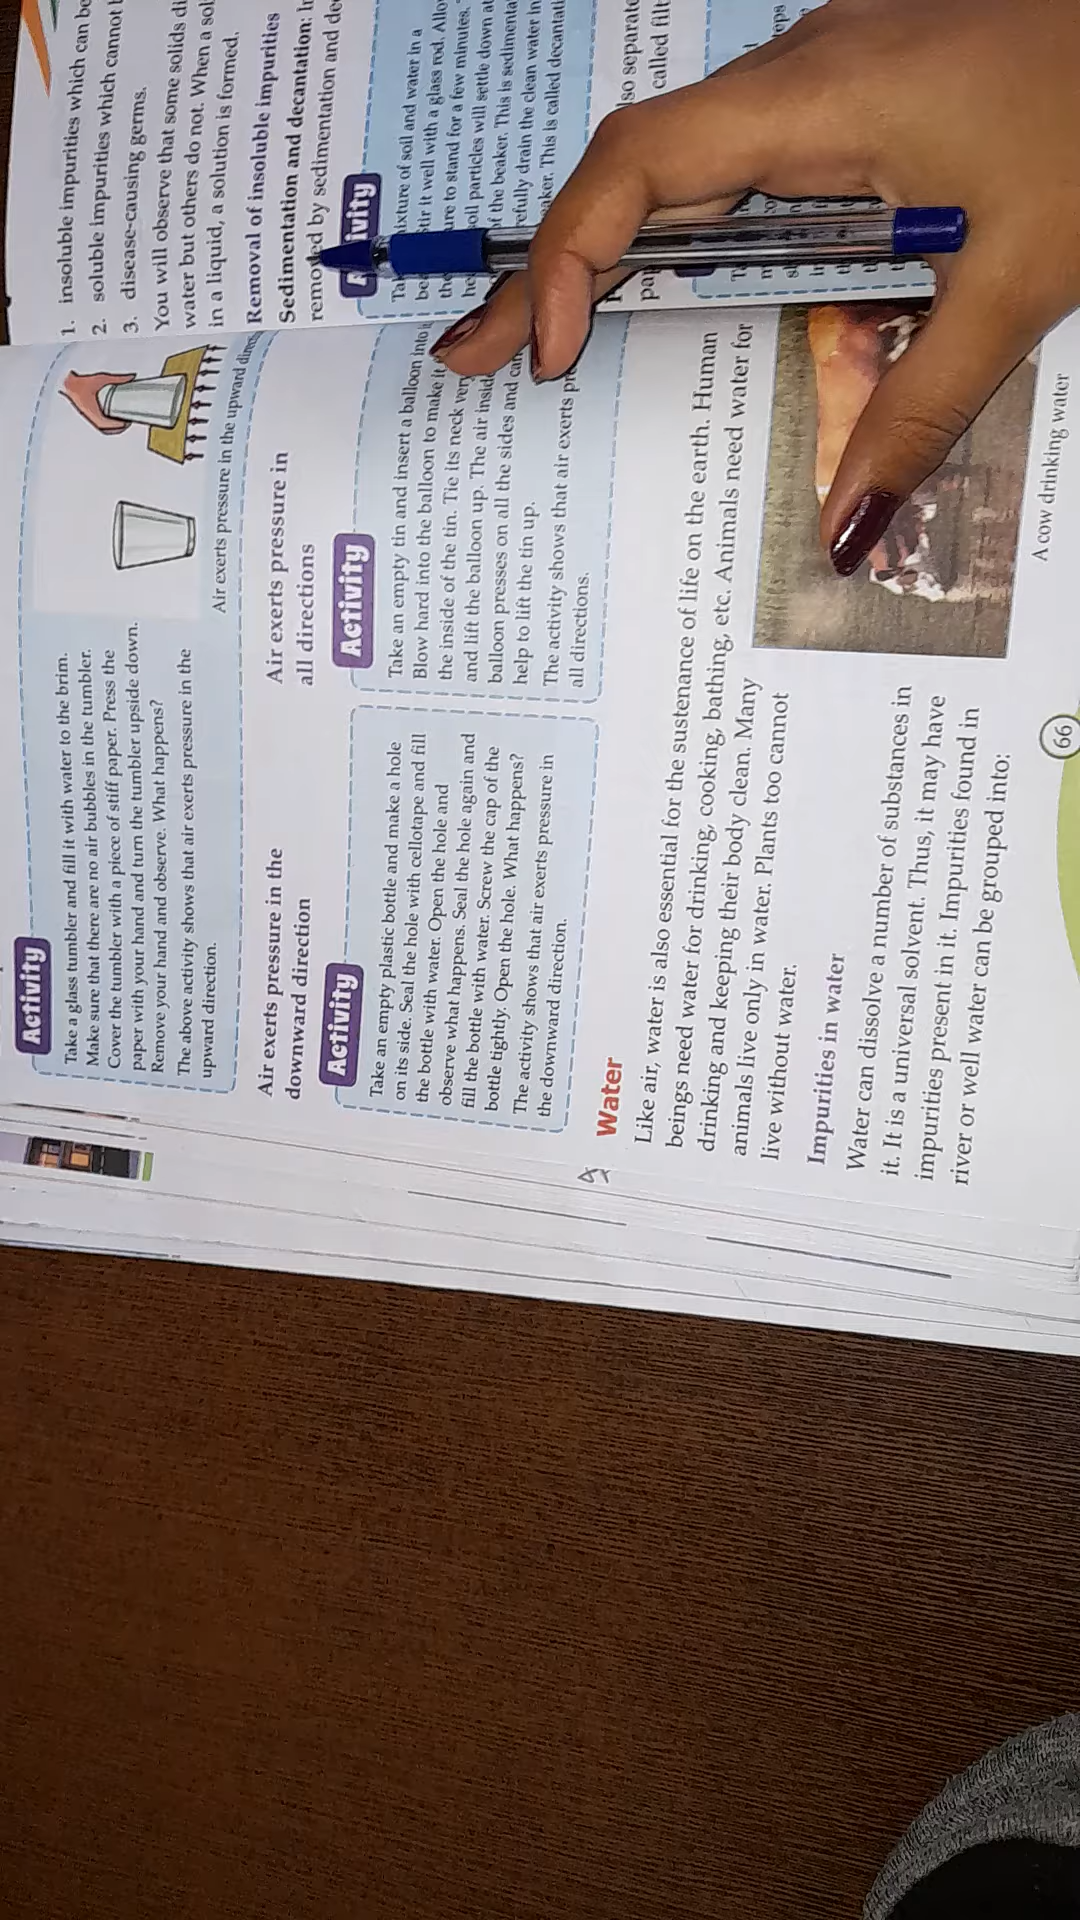 Activity
Take a glass tumbler and fill it with water to the brim.
Make sure that there are no air bubbles in the tumbler.
Cover the tumbler with a piece of stiff paper. Press the
paper with your hand and turn the tumbler upside down.
Remove your hand and observe. What happens?
The above activity shows that air exerts pressure in the
upward direction.
Air exerts pressure in the upward
Air exerts pressure in the
downward direction
Activity
Take an empty plastic bottle and make a hole
on its side. Seal the hole with cellotape and fill
the bottle with water. Open the hole and
observe what happens. Seal the hole again and
fill the bottle with water. Screw the cap of the
bottle tightly. Open the hole. What happens?
The activity shows that air exerts pressure in
the downward direction.
Air exerts pressure in
all directions
Activity
Take an empty tin and insert a balloon into
Blow hard into the balloon to make it
the inside of the tin. Tie its neck very
and lift the balloon up. The air inside
balloon presses on all the sides and can
help to lift the tin up.
The activity shows that air exerts
all directions.
Water
Like air, water is also essential for the sustenance of life on the earth. Human
beings need water for drinking, cooking, bathing, etc. Animals need water for
drinking and keeping their body clean. Many
animals live only in water. Plants too cannot
live without water.
Impurities in water
Water can dissolve a number of substances in
it. It is a universal solvent. Thus, it may have
impurities present in it. Impurities found in
river or well water can be grouped into:
A cow drinking water
66
1. insoluble impurities which can
2. soluble impurities which cannot
3. disease-causing germs.
You will observe that some solids
water but others do not. When a
in a liquid, a solution is formed.
Removal of insoluble impurities
Sedimentation and decantation:
removed by sedimentation and
mixture of soil and water in a
Stir it well with a glass rod.
to stand for a few minutes.
soil particles will settle down
of the beaker. This is
drain the clean water
This is called
separate
called